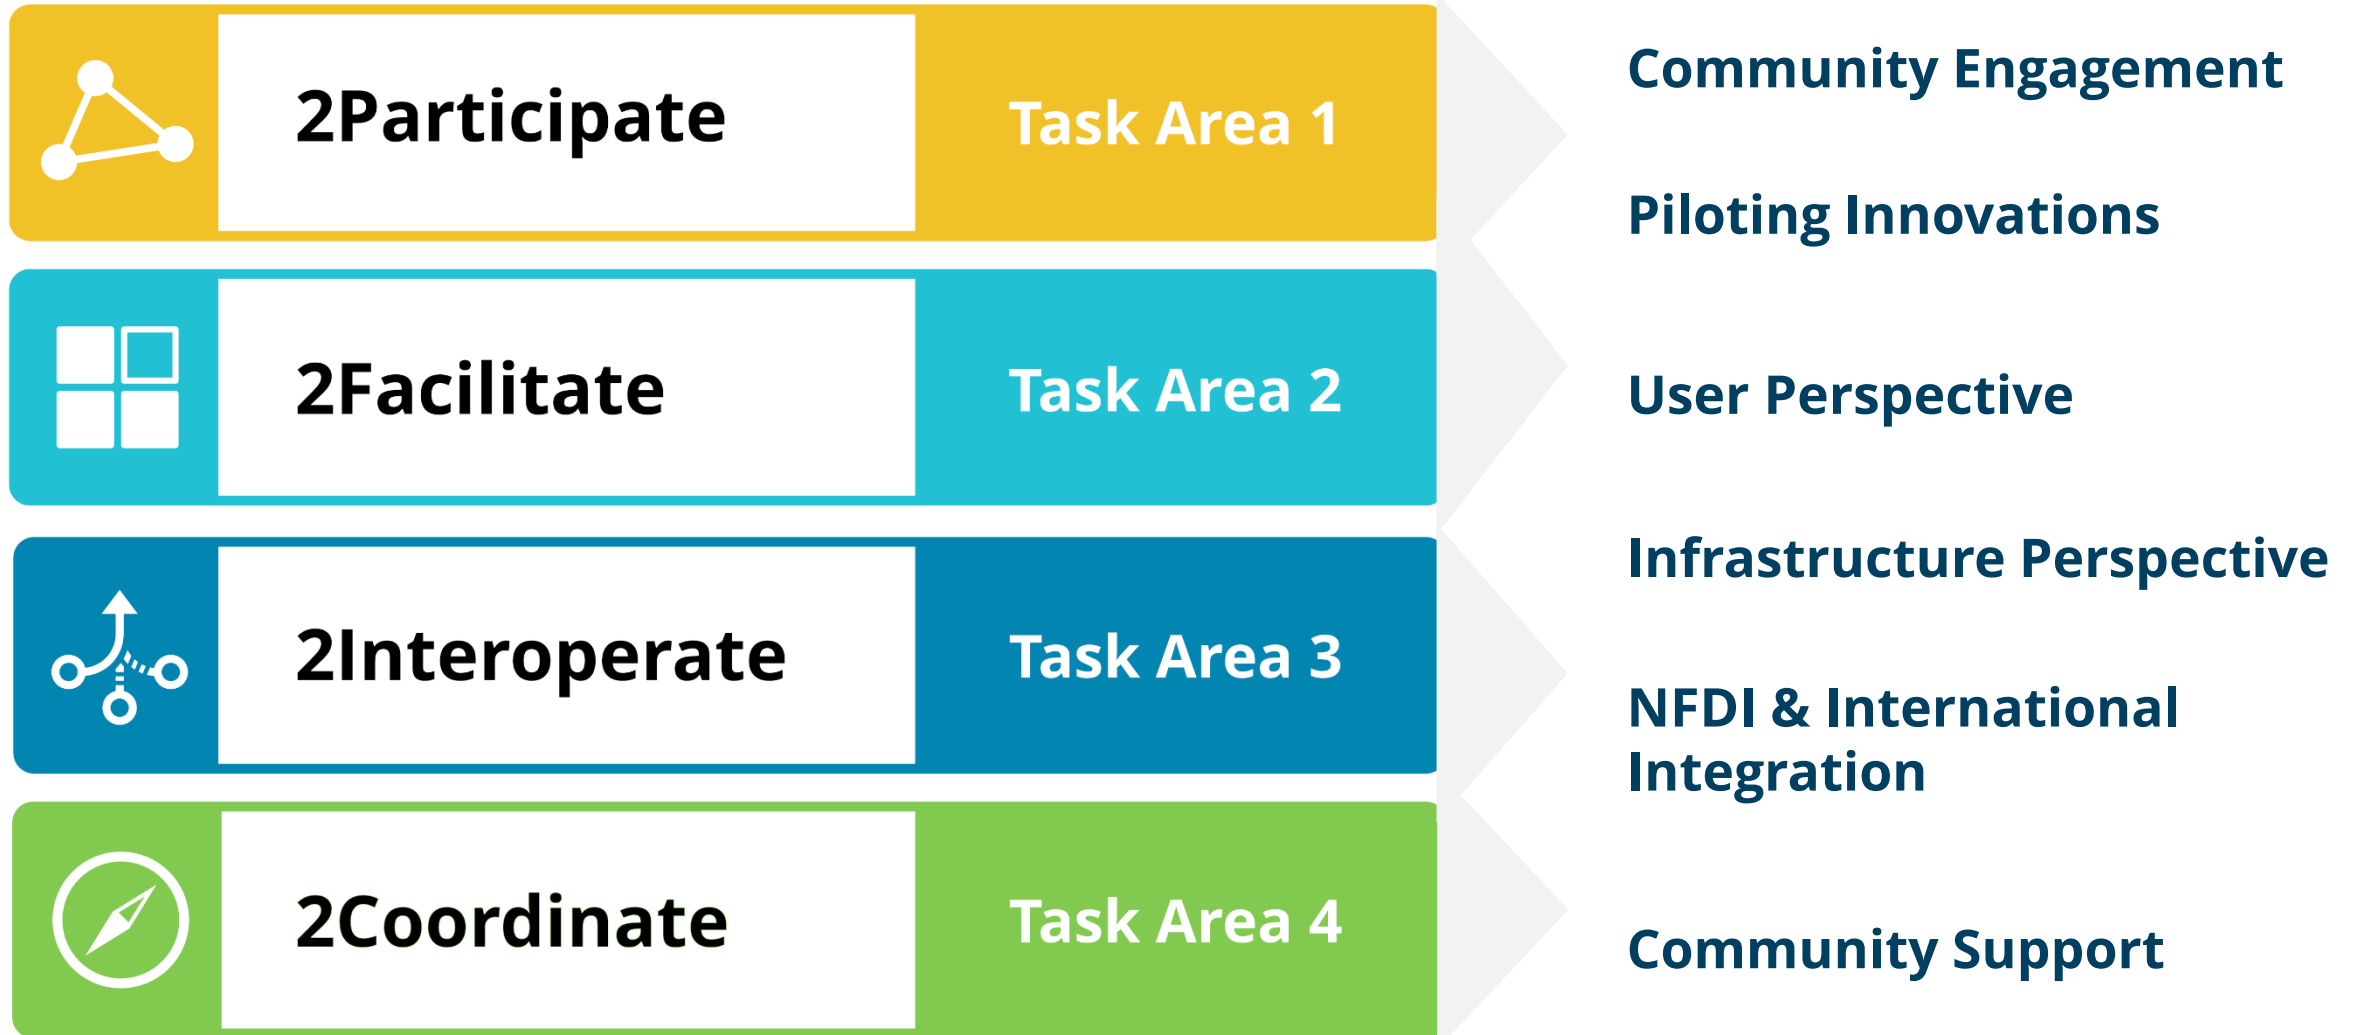 2Participate
Task Area 1
Community Engagement
Piloting Innovations
2Facilitate
Task Area 2
User Perspective
2Interoperate
Task Area 3
Infrastructure Perspective
NFDI & International
Integration
2Coordinate
Task Area 4
Community Support